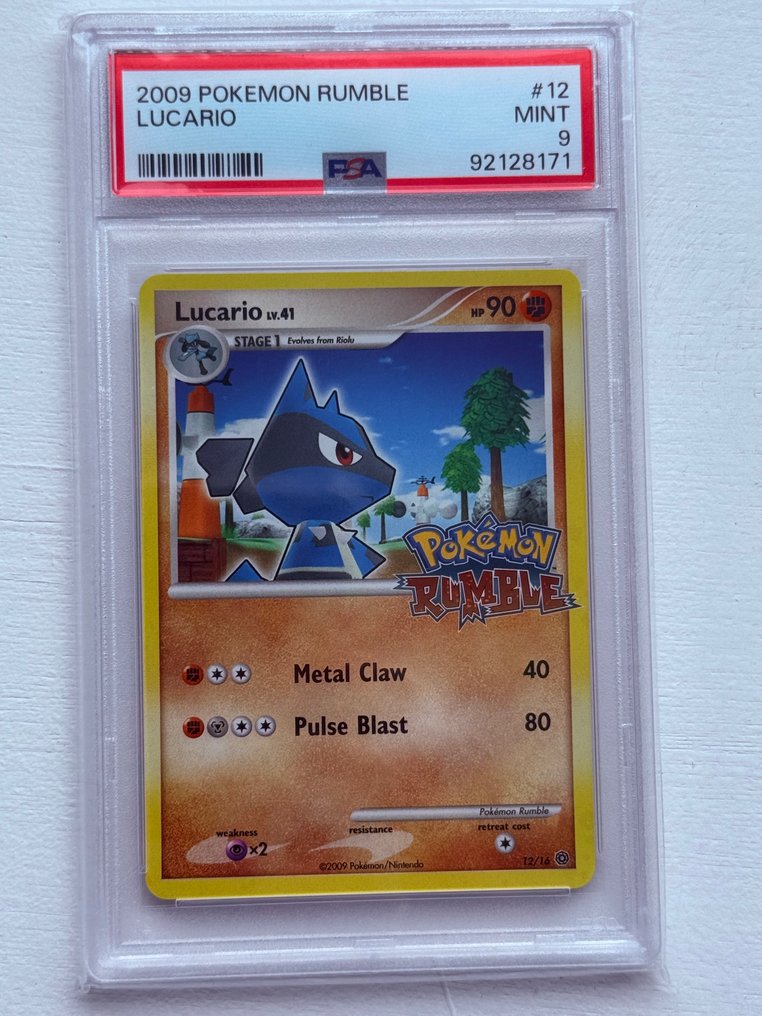 2009 POKEMON RUMBLE #12
LUCARIO MINT
9
PSA 92128171
Lucario LV.41 HP 90
STAGE 1 Evolves from Riolu
POKéMON
RUMBLE
Metal Claw 40
Pulse Blast 80
Pokémon Rumble
weakness resistance retreat cost
×2
©2009 Pokémon/Nintendo 12/16